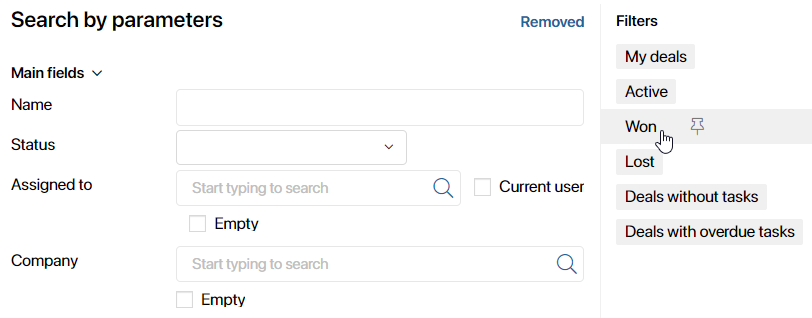 Search by parameters
Removed
Main fields
Name
Status
Assigned to
Start typing to search
Current user
Empty
Company
Start typing to search
Empty
Filters
My deals
Active
Won
Lost
Deals without tasks
Deals with overdue tasks